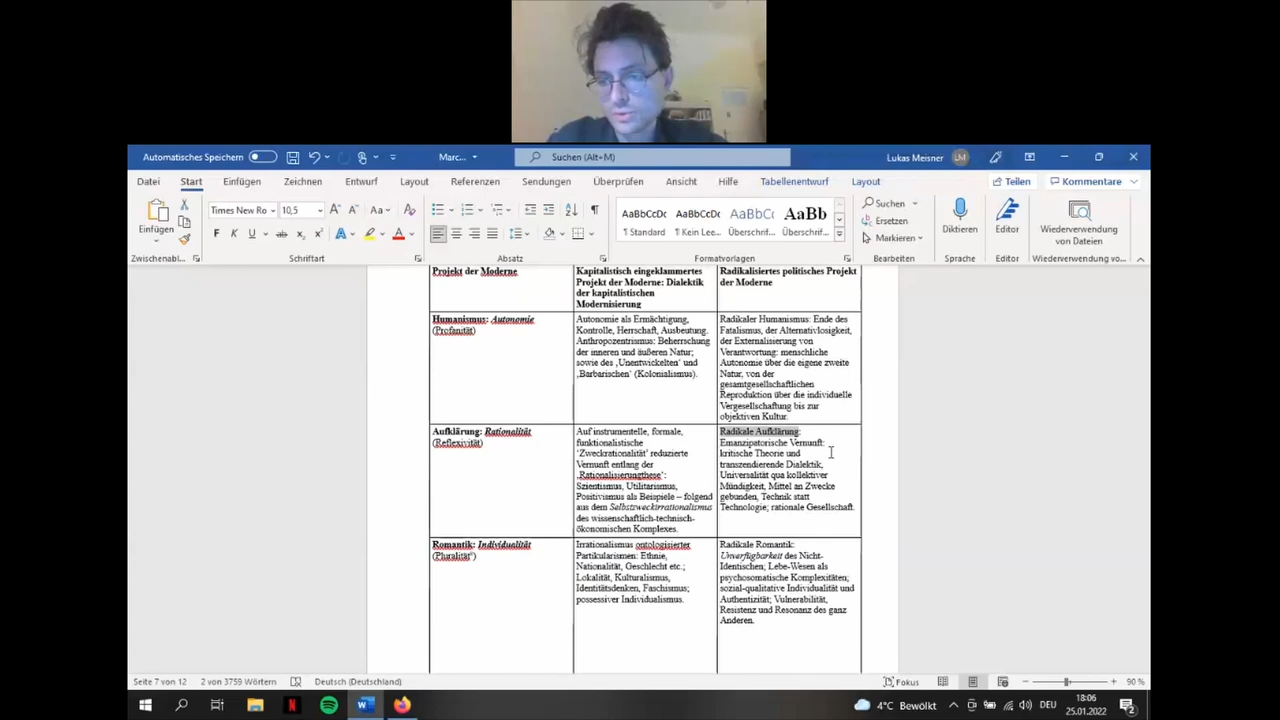 Automatisches Speichern
Marc...
Suchen (Alt+M)
Lukas Meisner
LM
Datei Start Einfügen Zeichnen Entwurf Layout Referenzen Sendungen Überprüfen Ansicht Hilfe Tabellenentwurf Layout
Teilen
Kommentare
Einfügen
Times New Ro
10,5
Aa
F K U ab x₂ x² A A
AaBbCcDc AaBbCcDc AaBbCc AaBb
¶ Standard ¶ Kein Lee... Überschrif... Überschrif...
Suchen
Ersetzen
Markieren
Diktieren
Editor
Wiederverwendung
von Dateien
Zwischenabl...
Schriftart
Absatz
Formatvorlagen
Bearbeiten
Sprache
Editor
Wiederverwendung vo...
Projekt der Moderne
Kapitalistisch eingeklammertes
Projekt der Moderne: Dialektik
der kapitalistischen
Modernisierung
Radikalisiertes politisches Projekt
der Moderne
Humanismus: Autonomie
(Profanität)
Autonomie als Ermächtigung,
Kontrolle, Herrschaft, Ausbeutung.
Anthropozentrismus: Beherrschung
der inneren und äußeren Natur;
sowie des ‚Unentwickelten‘ und
‚Barbarischen‘ (Kolonialismus).
Radikaler Humanismus: Ende des
Fatalismus, der Alternativlosigkeit,
der Externalisierung von
Verantwortung: menschliche
Autonomie über die eigene zweite
Natur, von der
gesamtgesellschaftlichen
Reproduktion über die individuelle
Vergesellschaftung bis zur
objektiven Kultur.
Aufklärung: Rationalität
(Reflexivität)
Auf instrumentelle, formale,
funktionalistische
‘Zweckrationalität’ reduzierte
Vernunft entlang der
‚Rationalisierungthese‘:
Szientismus, Utilitarismus,
Positivismus als Beispiele – folgend
aus dem Selbstzweckirrationalismus
des wissenschaftlich-technisch-
ökonomischen Komplexes.
Radikale Aufklärung:
Emanzipatorische Vernunft:
kritische Theorie und
transzendierende Dialektik,
Universalität qua kollektiver
Mündigkeit, Mittel an Zwecke
gebunden, Technik statt
Technologie; rationale Gesellschaft.
Romantik: Individualität
(Pluralität)
Irrationalismus ontologisierter
Partikularismen: Ethnie,
Nationalität, Geschlecht etc.;
Lokalität, Kulturalismus,
Identitätsdenken, Faschismus;
possessiver Individualismus.
Radikale Romantik:
Unverfügbarkeit des Nicht-
Identischen; Lebe-Wesen als
psychosomatische Komplexitäten;
sozial-qualitative Individualität und
Authentizität; Vulnerabilität,
Resistenz und Resonanz des ganz
Anderen.
Seite 7 von 12
2 von 3759 Wörtern
Deutsch (Deutschland)
Fokus
90 %
4°C Bewölkt
DEU
18:06
25.01.2022
2